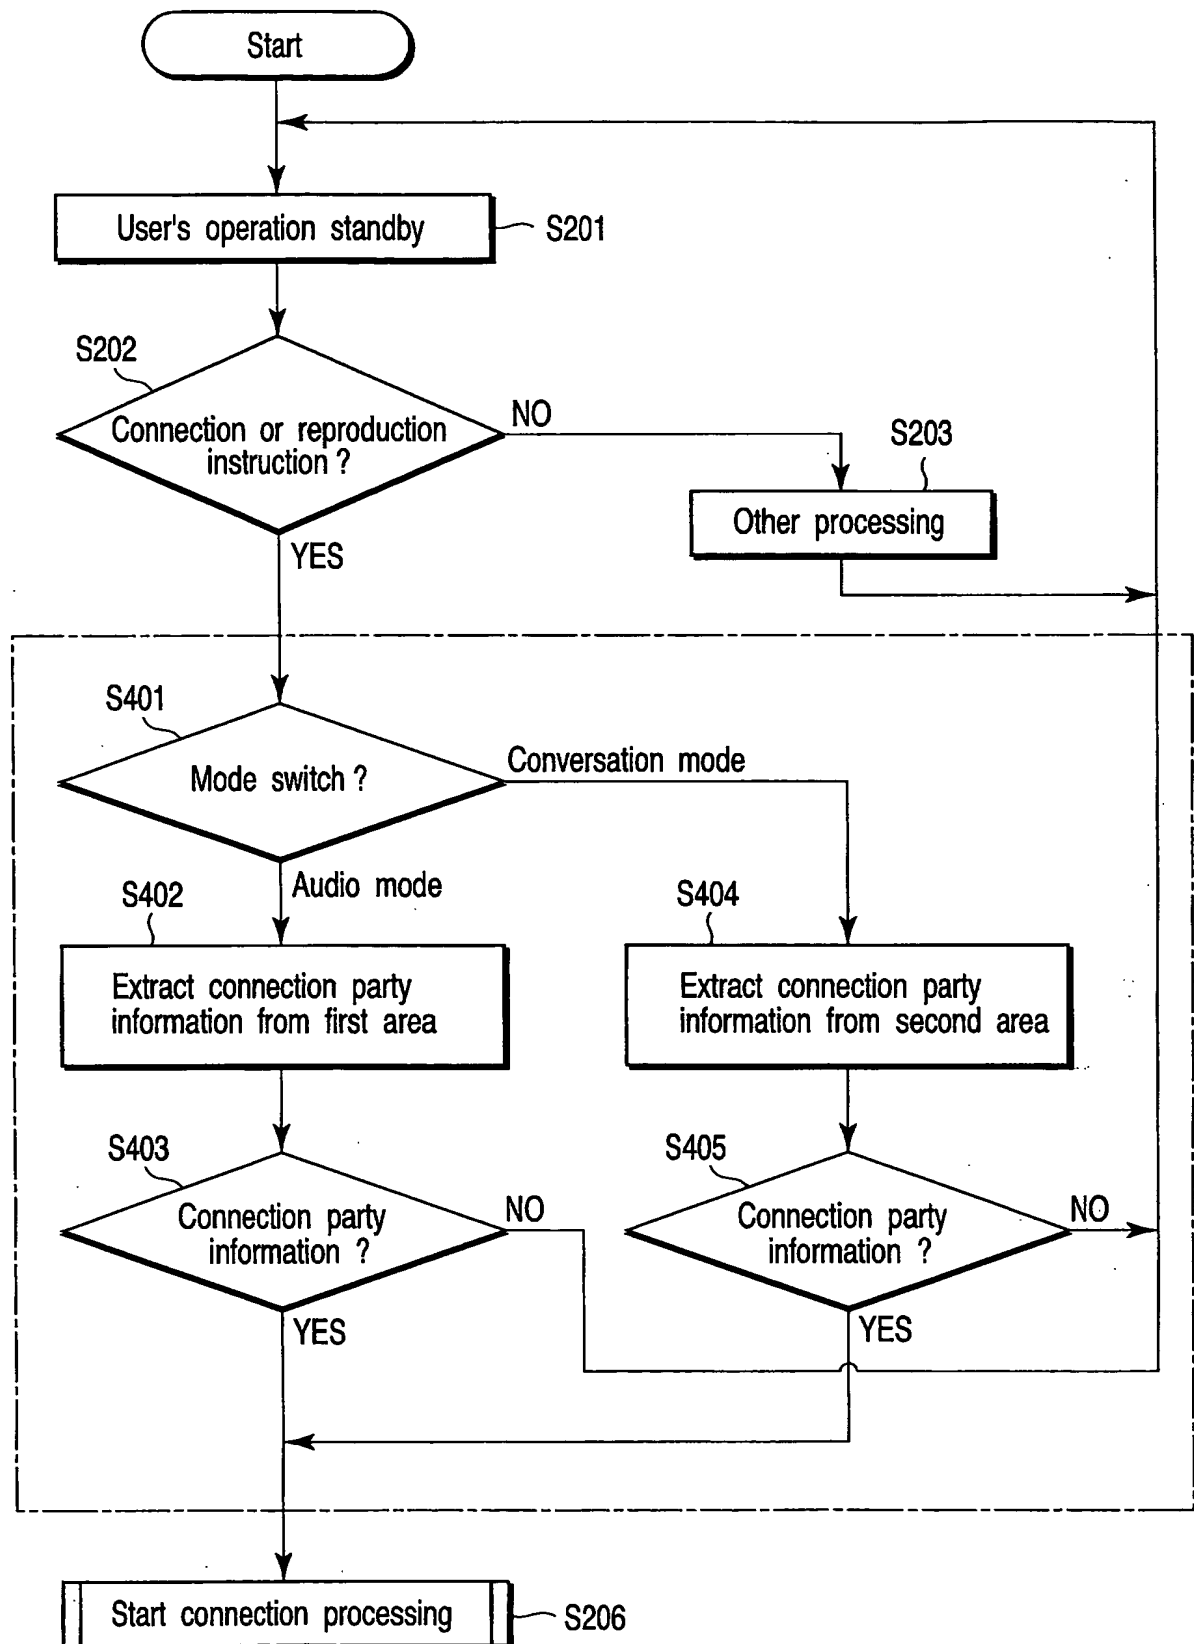 Start
User's operation standby
S201
S202
Connection or reproduction
instruction ?
NO
S203
Other processing
YES
S401
Mode switch ?
Conversation mode
Audio mode
S402
Extract connection party
information from first area
S404
Extract connection party
information from second area
S403
Connection party
information ?
NO
S405
Connection party
information ?
NO
YES
YES
Start connection processing
S206